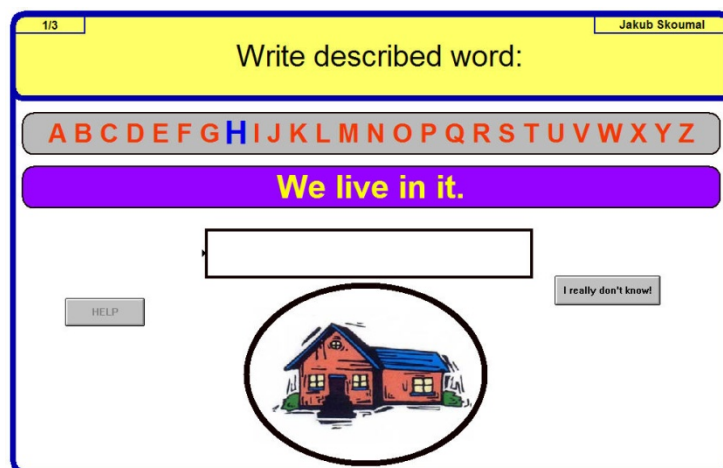 1/3
Jakub Skoumal
Write described word:
A B C D E F G H I J K L M N O P Q R S T U V W X Y Z
We live in it.
I really don't know!
HELP